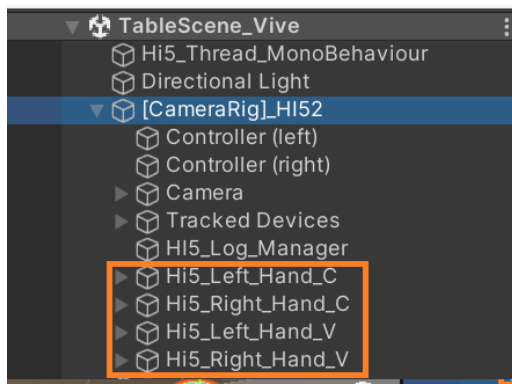 TableScene_Vive
Hi5_Thread_MonoBehaviour
Directional Light
[CameraRig]_HI52
Controller (left)
Controller (right)
Camera
Tracked Devices
HI5_Log_Manager
Hi5_Left_Hand_C
Hi5_Right_Hand_C
Hi5_Left_Hand_V
Hi5_Right_Hand_V